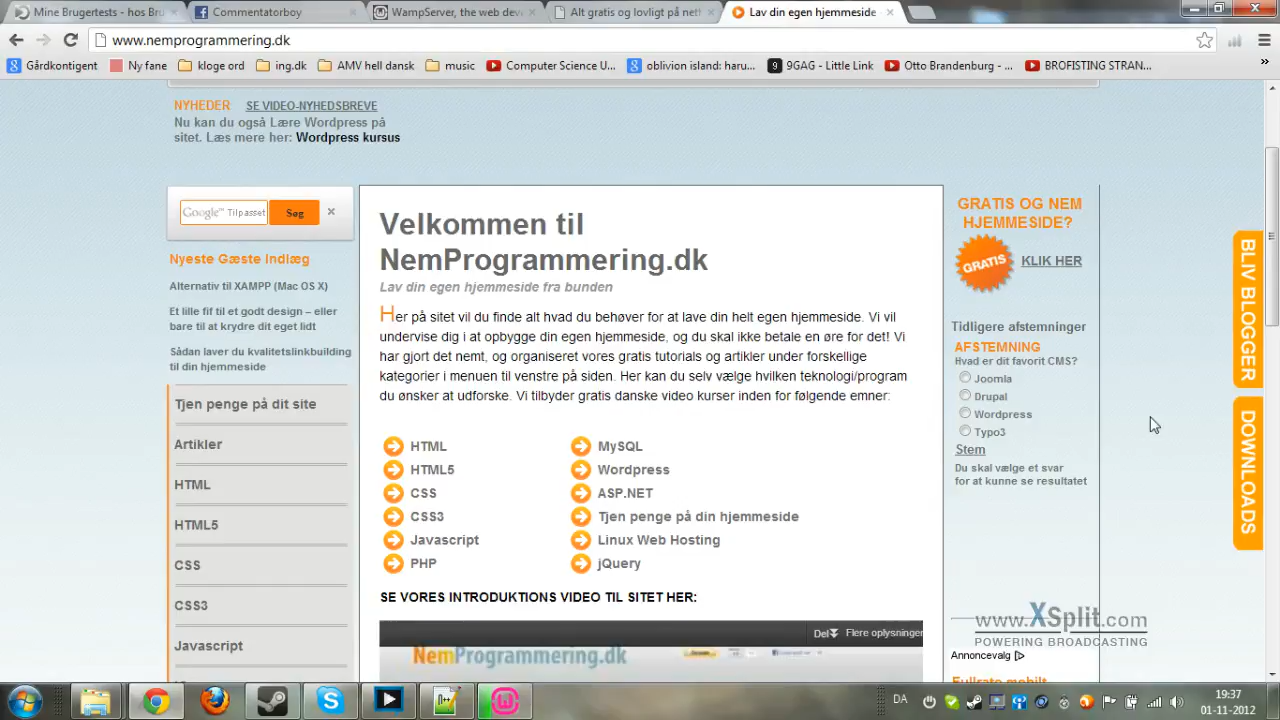 Mine Brugertests - hos Bru
Commentatorboy
WampServer, the web dev
Alt gratis og lovligt på net
Lav din egen hjemmeside
www.nemprogrammering.dk
Gårdkontigent
Ny fane
kloge ord
ing.dk
AMV hell dansk
music
Computer Science U...
oblivion island: haru...
9GAG - Little Link
Otto Brandenburg - ...
BROFISTING STRAN...
NYHEDER SE VIDEO-NYHEDSBREVE
Nu kan du også Lære Wordpress på
sitet. Læs mere her: Wordpress kursus
Google™ Tilpasset
Søg
Nyeste Gæste Indlæg
Alternativ til XAMPP (Mac OS X)
Et lille fif til et godt design – eller
bare til at krydre dit eget lidt
Sådan laver du kvalitetslinkbuilding
til din hjemmeside
Tjen penge på dit site
Artikler
HTML
HTML5
CSS
CSS3
Javascript
Velkommen til
NemProgrammering.dk
Lav din egen hjemmeside fra bunden
Her på sitet vil du finde alt hvad du behøver for at lave din helt egen hjemmeside. Vi vil
undervise dig i at opbygge din egen hjemmeside, og du skal ikke betale en øre for det! Vi
har gjort det nemt, og organiseret vores gratis tutorials og artikler under forskellige
kategorier i menuen til venstre på siden. Her kan du selv vælge hvilken teknologi/program
du ønsker at udforske. Vi tilbyder gratis danske video kurser inden for følgende emner:
HTML
HTML5
CSS
CSS3
Javascript
PHP
MySQL
Wordpress
ASP.NET
Tjen penge på din hjemmeside
Linux Web Hosting
jQuery
SE VORES INTRODUKTIONS VIDEO TIL SITET HER:
Del Flere oplysninger
NemProgrammering.dk
GRATIS OG NEM
HJEMMESIDE?
GRATIS
KLIK HER
Tidligere afstemninger
AFSTEMNING
Hvad er dit favorit CMS?
Joomla
Drupal
Wordpress
Typo3
Stem
Du skal vælge et svar
for at kunne se resultatet
www.XSplit.com
POWERING BROADCASTING
Annoncevalg
Fullrate mobilt
BLIV BLOGGER
DOWNLOADS
DA
19:37
01-11-2012